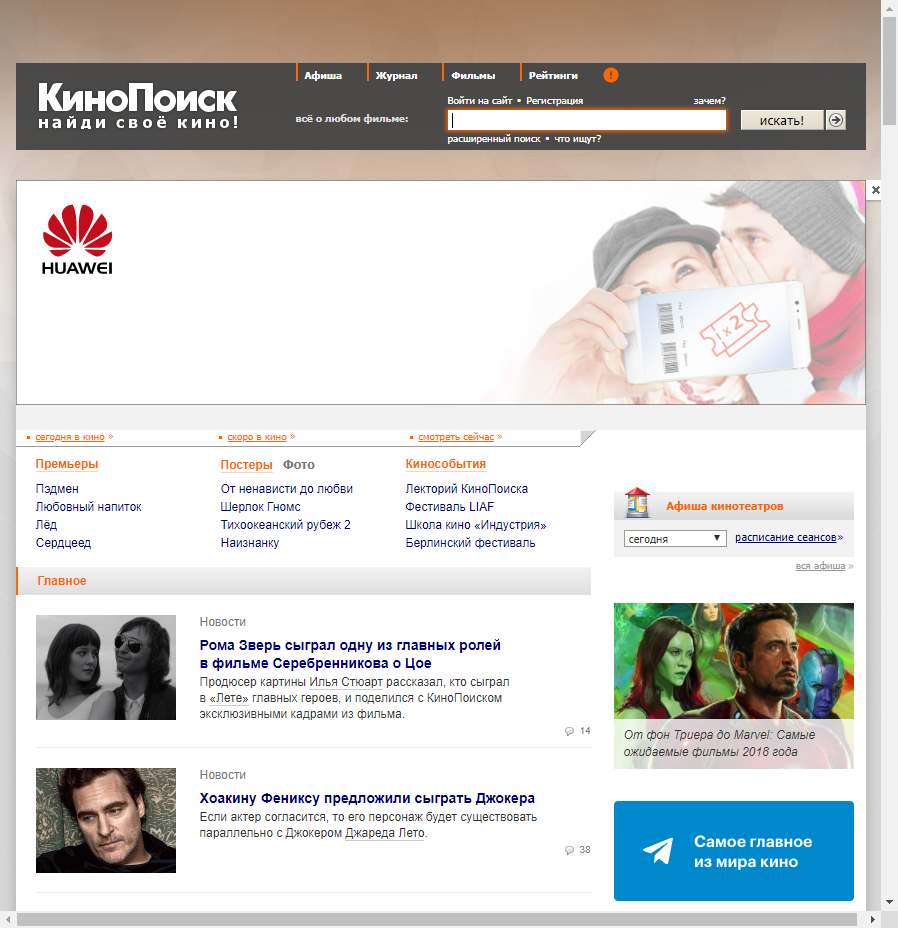 Афиша
Журнал
Фильмы
Рейтинги
!
КиноПоиск
найди своё кино!
Войти на сайт • Регистрация
зачем?
всё о любом фильме:
искать!
расширенный поиск • что ищут?
HUAWEI
1 x 2
сегодня в кино »
скоро в кино »
смотреть сейчас »
Премьеры
Пэдмен
Любовный напиток
Лёд
Сердцеед
Постеры Фото
От ненависти до любви
Шерлок Гномс
Тихоокеанский рубеж 2
Наизнанку
Кинособытия
Лекторий КиноПоиска
Фестиваль LIAF
Школа кино «Индустрия»
Берлинский фестиваль
Афиша кинотеатров
сегодня
расписание сеансов»
вся афиша »
Главное
Новости
Рома Зверь сыграл одну из главных ролей
в фильме Серебренникова о Цое
Продюсер картины Илья Стюарт рассказал, кто сыграл
в «Лете» главных героев, и поделился с КиноПоиском
эксклюзивными кадрами из фильма.
14
Новости
Хоакину Фениксу предложили сыграть Джокера
Если актер согласится, то его персонаж будет существовать
параллельно с Джокером Джареда Лето.
38
От фон Триера до Marvel: Самые
ожидаемые фильмы 2018 года
Самое главное
из мира кино